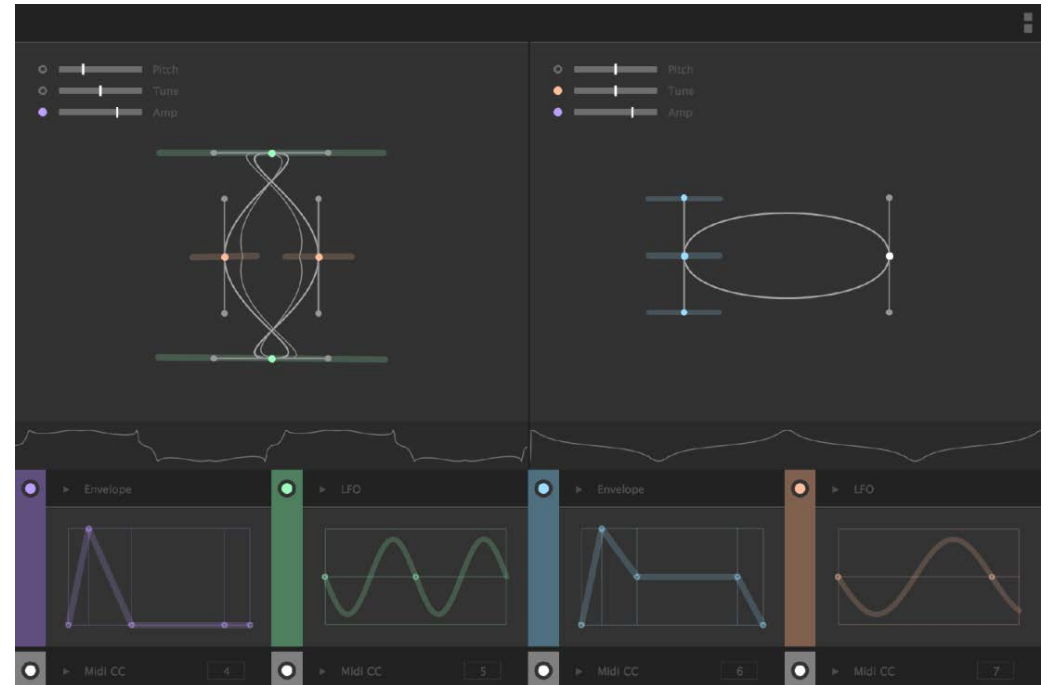 Pitch
Tune
Amp
Pitch
Tune
Amp
Envelope
LFO
Envelope
LFO
Midi CC 4
Midi CC 5
Midi CC 6
Midi CC 7